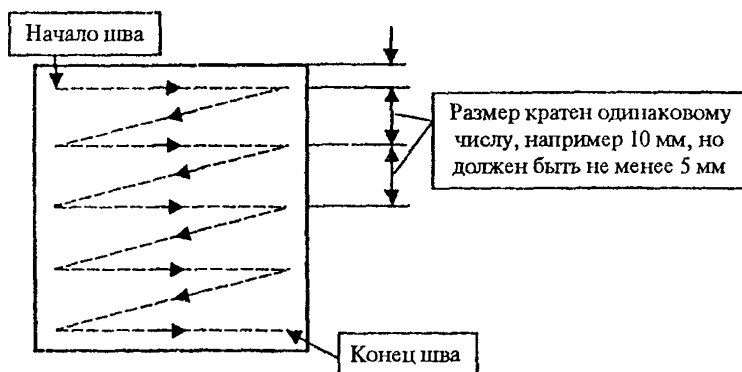 Начало шва
Размер кратен одинаковому
числу, например 10 мм, но
должен быть не менее 5 мм
Конец шва